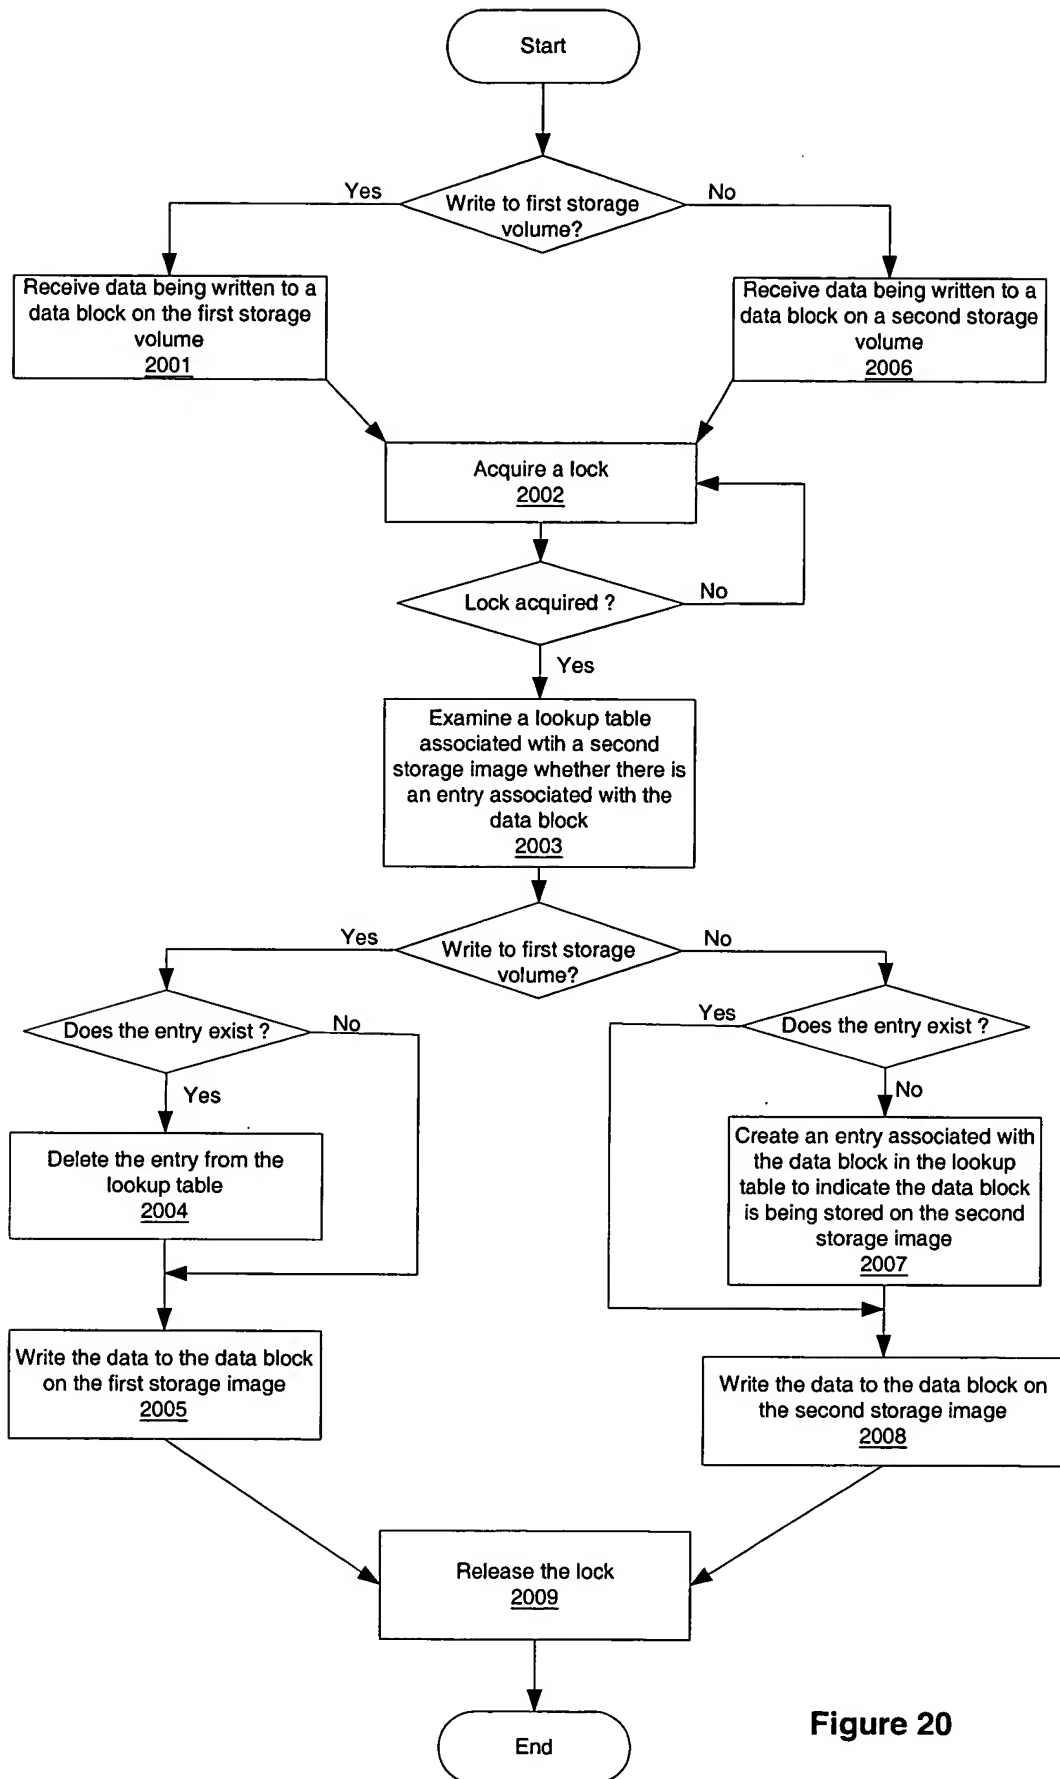 Start
Write to first storage
volume?
Yes
No
Receive data being written to a
data block on the first storage
volume
2001
Receive data being written to a
data block on a second storage
volume
2006
Acquire a lock
2002
Lock acquired ?
No
Yes
Examine a lookup table
associated wtih a second
storage image whether there is
an entry associated with the
data block
2003
Write to first storage
volume?
Yes
No
Does the entry exist ?
No
Yes
Does the entry exist ?
Yes
No
Delete the entry from the
lookup table
2004
Create an entry associated with
the data block in the lookup
table to indicate the data block
is being stored on the second
storage image
2007
Write the data to the data block
on the first storage image
2005
Write the data to the data block on
the second storage image
2008
Release the lock
2009
End
Figure 20